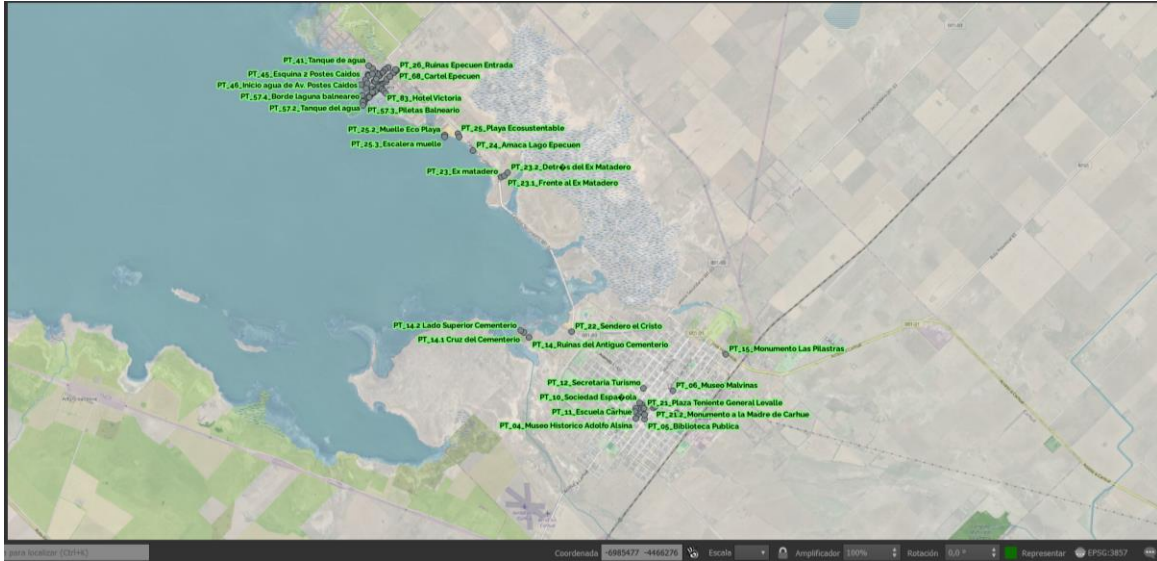 PT_41_Tanque de agua
PT_26_Ruinas Epecuen Entrada
PT_45_Esquina 2 Postes Caidos
PT_68_Cartel Epecuen
PT_46_Inicio agua de Av. Postes Caidos
PT_57.4_Borde laguna balneareo
PT_83_Hotel Victoria
PT_57.2_Tanque del agua
PT_57.3_Piletas Balneario
PT_25.2_Muelle Eco Playa
PT_25_Playa Ecosustentable
PT_25.3_Escalera muelle
PT_24_Amaca Lago Epecuen
PT_23_Ex matadero
PT_23.2_Detr�s del Ex Matadero
PT_23.1_Frente al Ex Matadero
PT_14.2 Lado Superior Cementerio
PT_22_Sendero el Cristo
PT_14.1 Cruz del Cementerio
PT_14_Ruinas del Antiguo Cementerio
PT_15_Monumento Las Pilastras
PT_12_Secretaria Turismo
PT_06_Museo Malvinas
PT_10_Sociedad Espa�ola
PT_21_Plaza Teniente General Levalle
PT_11_Escuela Carhue
PT_21.2_Monumento a la Madre de Carhue
PT_04_Museo Historico Adolfo Alsina
PT_05_Biblioteca Publica
para localizar (Ctrl+K)
Coordenada -6985477 -4466276 Escala Amplificador 100% Rotación 0,0 ° Representar EPSG:3857